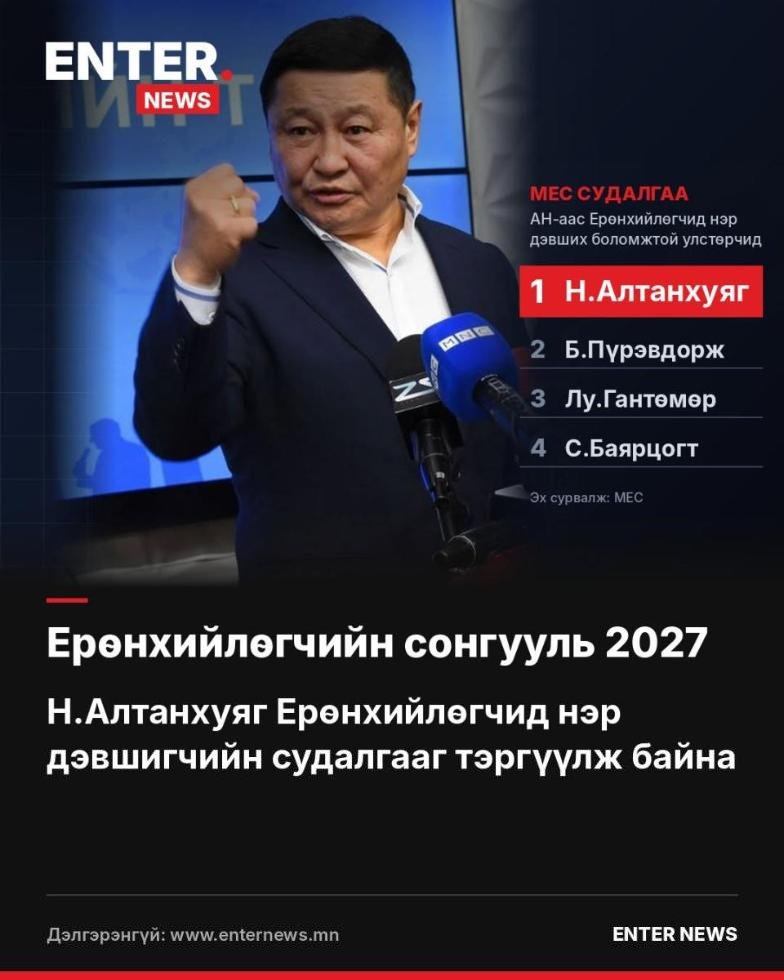 ENTER.
NEWS
МЕС СУДАЛГАА
АН-аас Ерөнхийлөгчид нэр
дэвших боломжтой улстөрчид
1 Н.Алтанхуяг
2 Б.Пүрэвдорж
3 Лу.Гантөмөр
4 С.Баярцогт
Эх сурвалж: МЕС
MNC
Ерөнхийлөгчийн сонгууль 2027
Н.Алтанхуяг Ерөнхийлөгчид нэр
дэвшигчийн судалгааг тэргүүлж байна
Дэлгэрэнгүй: www.enternews.mn
ENTER NEWS